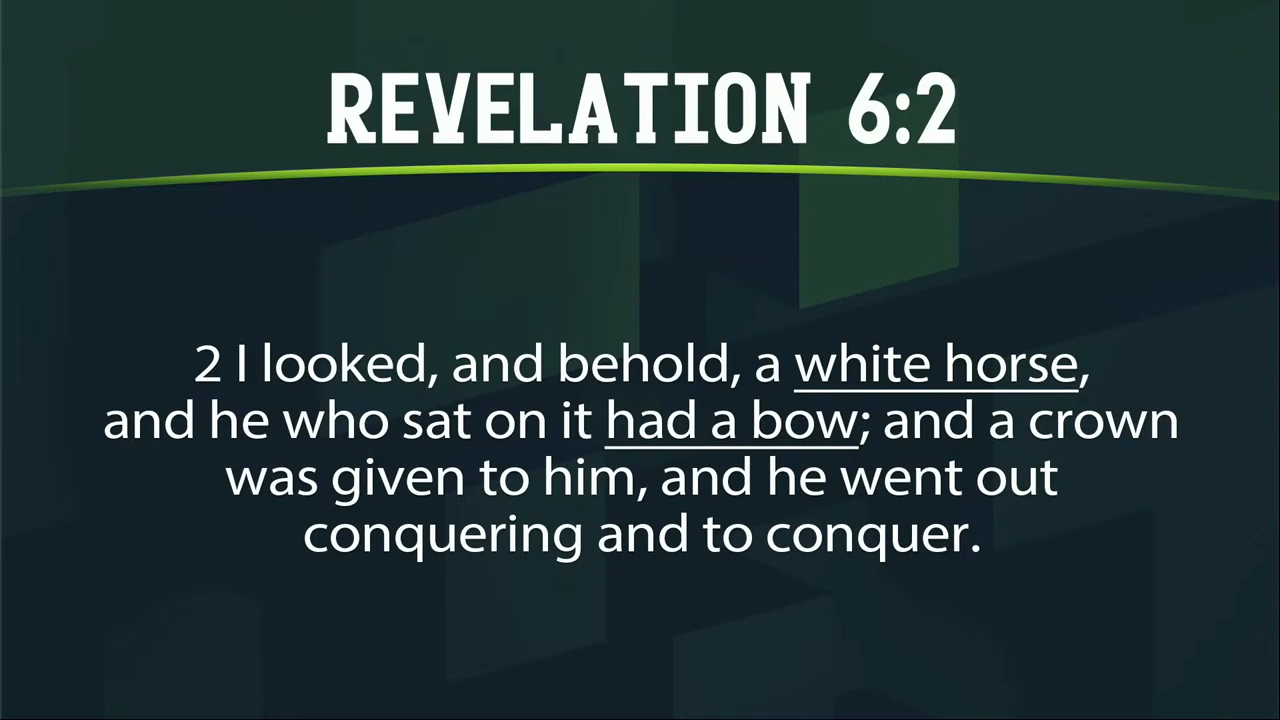 REVELATION 6:2
2 I looked, and behold, a white horse,
and he who sat on it had a bow; and a crown
was given to him, and he went out
conquering and to conquer.